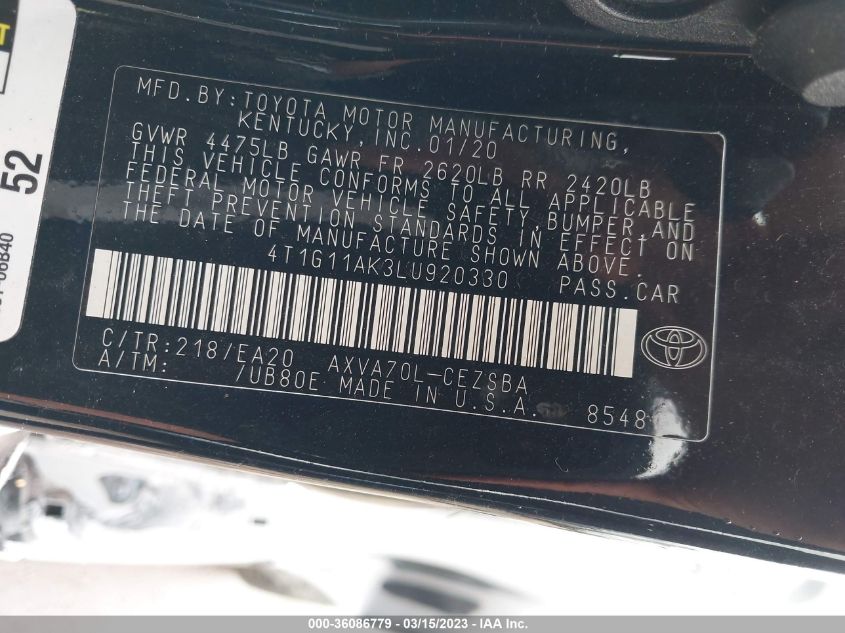 T
52
06B40
MFD.BY:TOYOTA MOTOR MANUFACTURING,
KENTUCKY,INC.01/20
GVWR 4475LB GAWR FR 2620LB RR 2420LB
THIS VEHICLE CONFORMS TO ALL APPLICABLE
FEDERAL MOTOR VEHICLE SAFETY,BUMPER,AND
THEFT PREVENTION STANDARDS IN EFFECT ON
THE DATE OF MANUFACTURE SHOWN ABOVE.
4T1G11AK3LU920330 PASS.CAR
C/TR:218/EA20 AXVA70L-CEZSBA
A/TM: /UB80E MADE IN U.S.A. 8548
000-36086779 - 03/15/2023 - IAA Inc.